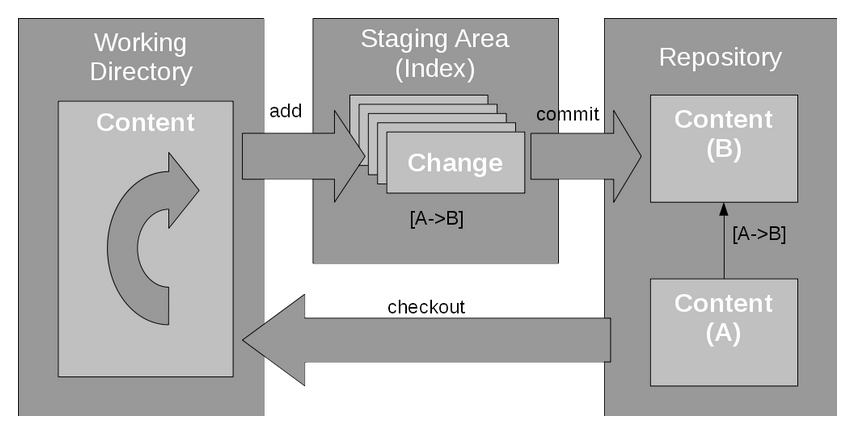 Working
Directory
Content
add
Staging Area
(Index)
Change
[A->B]
commit
Repository
Content
(B)
[A->B]
Content
(A)
checkout